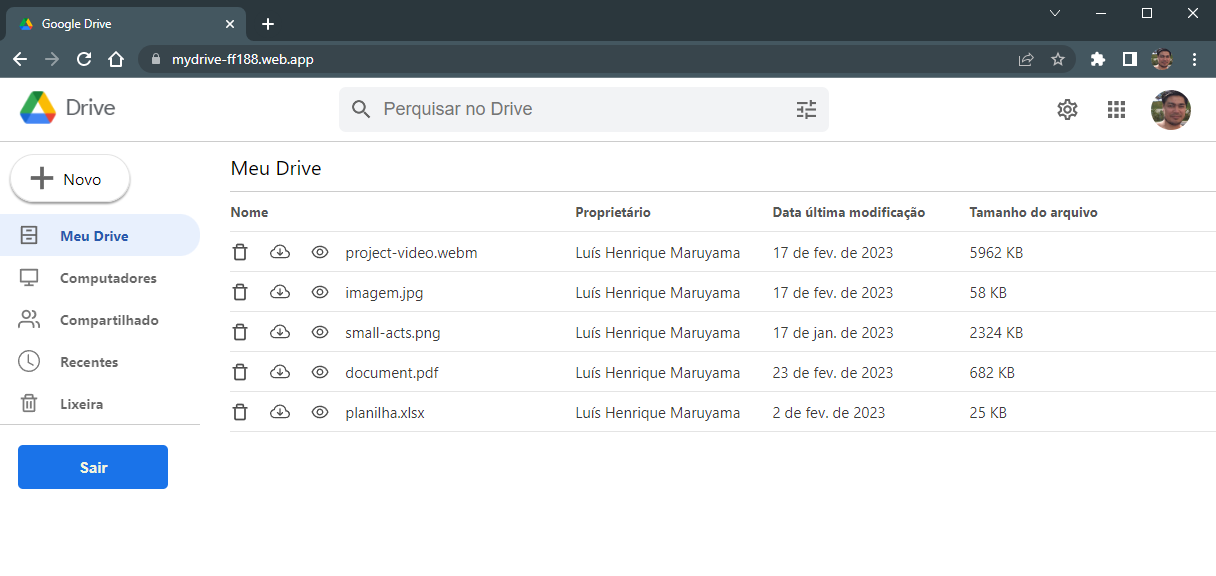 Google Drive
mydrive-ff188.web.app
Drive
Perquisar no Drive
Novo
Meu Drive
Computadores
Compartilhado
Recentes
Lixeira
Sair
Meu Drive
Nome Proprietário Data última modificação Tamanho do arquivo
project-video.webm Luís Henrique Maruyama 17 de fev. de 2023 5962 KB
imagem.jpg Luís Henrique Maruyama 17 de fev. de 2023 58 KB
small-acts.png Luís Henrique Maruyama 17 de jan. de 2023 2324 KB
document.pdf Luís Henrique Maruyama 23 de fev. de 2023 682 KB
planilha.xlsx Luís Henrique Maruyama 2 de fev. de 2023 25 KB